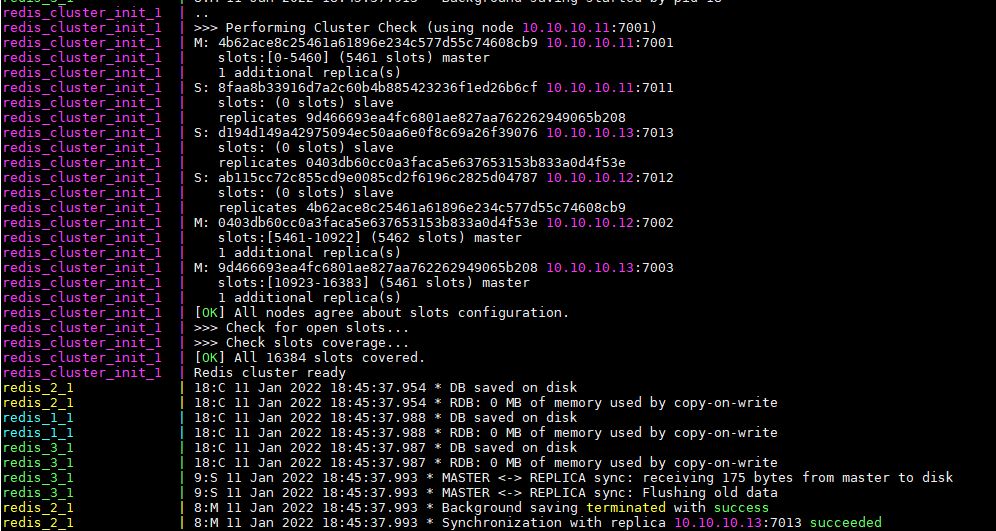 redis_cluster_init_1 | ..
redis_cluster_init_1 | >>> Performing Cluster Check (using node 10.10.10.11:7001)
redis_cluster_init_1 | M: 4b62ace8c25461a61896e234c577d55c74608cb9 10.10.10.11:7001
redis_cluster_init_1 |    slots:[0-5460] (5461 slots) master
redis_cluster_init_1 |    1 additional replica(s)
redis_cluster_init_1 | S: 8faa8b33916d7a2c60b4b885423236f1ed26b6cf 10.10.10.11:7011
redis_cluster_init_1 |    slots: (0 slots) slave
redis_cluster_init_1 |    replicates 9d466693ea4fc6801ae827aa762262949065b208
redis_cluster_init_1 | S: d194d149a42975094ec50aa6e0f8c69a26f39076 10.10.10.13:7013
redis_cluster_init_1 |    slots: (0 slots) slave
redis_cluster_init_1 |    replicates 0403db60cc0a3faca5e637653153b833a0d4f53e
redis_cluster_init_1 | S: ab115cc72c855cd9e0085cd2f6196c2825d04787 10.10.10.12:7012
redis_cluster_init_1 |    slots: (0 slots) slave
redis_cluster_init_1 |    replicates 4b62ace8c25461a61896e234c577d55c74608cb9
redis_cluster_init_1 | M: 0403db60cc0a3faca5e637653153b833a0d4f53e 10.10.10.12:7002
redis_cluster_init_1 |    slots:[5461-10922] (5462 slots) master
redis_cluster_init_1 |    1 additional replica(s)
redis_cluster_init_1 | M: 9d466693ea4fc6801ae827aa762262949065b208 10.10.10.13:7003
redis_cluster_init_1 |    slots:[10923-16383] (5461 slots) master
redis_cluster_init_1 |    1 additional replica(s)
redis_cluster_init_1 | [OK] All nodes agree about slots configuration.
redis_cluster_init_1 | >>> Check for open slots...
redis_cluster_init_1 | >>> Check slots coverage...
redis_cluster_init_1 | [OK] All 16384 slots covered.
redis_cluster_init_1 | Redis cluster ready
redis_2_1 | 18:C 11 Jan 2022 18:45:37.954 * DB saved on disk
redis_2_1 | 18:C 11 Jan 2022 18:45:37.954 * RDB: 0 MB of memory used by copy-on-write
redis_1_1 | 18:C 11 Jan 2022 18:45:37.988 * DB saved on disk
redis_1_1 | 18:C 11 Jan 2022 18:45:37.988 * RDB: 0 MB of memory used by copy-on-write
redis_3_1 | 18:C 11 Jan 2022 18:45:37.987 * DB saved on disk
redis_3_1 | 18:C 11 Jan 2022 18:45:37.987 * RDB: 0 MB of memory used by copy-on-write
redis_3_1 | 9:S 11 Jan 2022 18:45:37.993 * MASTER <-> REPLICA sync: receiving 175 bytes from master to disk
redis_3_1 | 9:S 11 Jan 2022 18:45:37.993 * MASTER <-> REPLICA sync: Flushing old data
redis_2_1 | 8:M 11 Jan 2022 18:45:37.993 * Background saving terminated with success
redis_2_1 | 8:M 11 Jan 2022 18:45:37.993 * Synchronization with replica 10.10.10.13:7013 succeeded